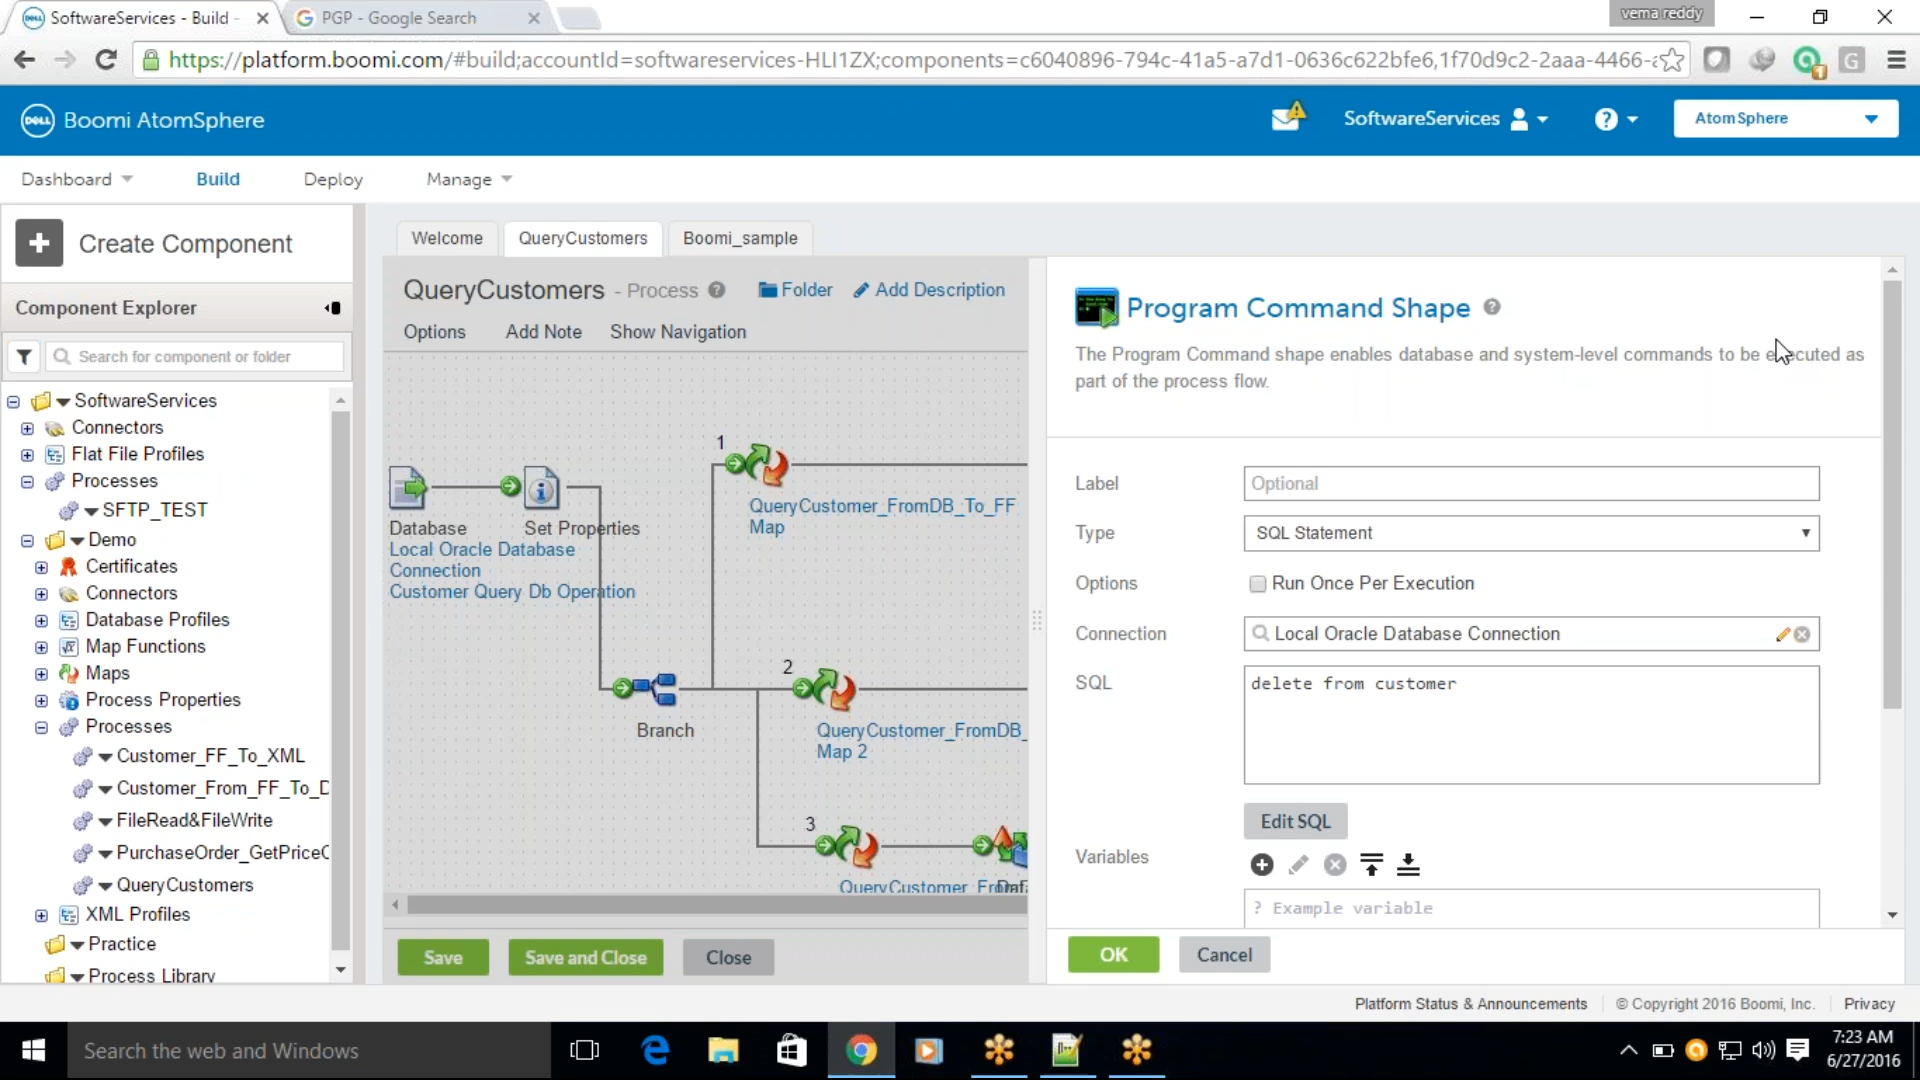 SoftwareServices - Build -
PGP - Google Search
vema reddy
https://platform.boomi.com/#build;accountId=softwareservices-HLI1ZX;components=c6040896-794c-41a5-a7d1-0636c622bfe6,1f70d9c2-2aaa-4466-a
DELL
Boomi AtomSphere
SoftwareServices
AtomSphere
Dashboard
Build
Deploy
Manage
Create Component
Welcome
QueryCustomers
Boomi_sample
Component Explorer
Search for component or folder
SoftwareServices
Connectors
Flat File Profiles
Processes
SFTP_TEST
Demo
Certificates
Connectors
Database Profiles
Map Functions
Maps
Process Properties
Processes
Customer_FF_To_XML
Customer_From_FF_To_D
FileRead&FileWrite
PurchaseOrder_GetPriceC
QueryCustomers
XML Profiles
Practice
Process Library
QueryCustomers - Process
Folder
Add Description
Options
Add Note
Show Navigation
1
QueryCustomer_FromDB_To_FF
Map
Database
Local Oracle Database
Connection
Customer Query Db Operation
Set Properties
Branch
2
QueryCustomer_FromDB_
Map 2
3
Save
Save and Close
Close
Program Command Shape
The Program Command shape enables database and system-level commands to be executed as
part of the process flow.
Label
Optional
Type
SQL Statement
Options
Run Once Per Execution
Connection
Local Oracle Database Connection
SQL
delete from customer
Edit SQL
Variables
? Example variable
OK
Cancel
Platform Status & Announcements
© Copyright 2016 Boomi, Inc.
Privacy
Search the web and Windows
7:23 AM
6/27/2016